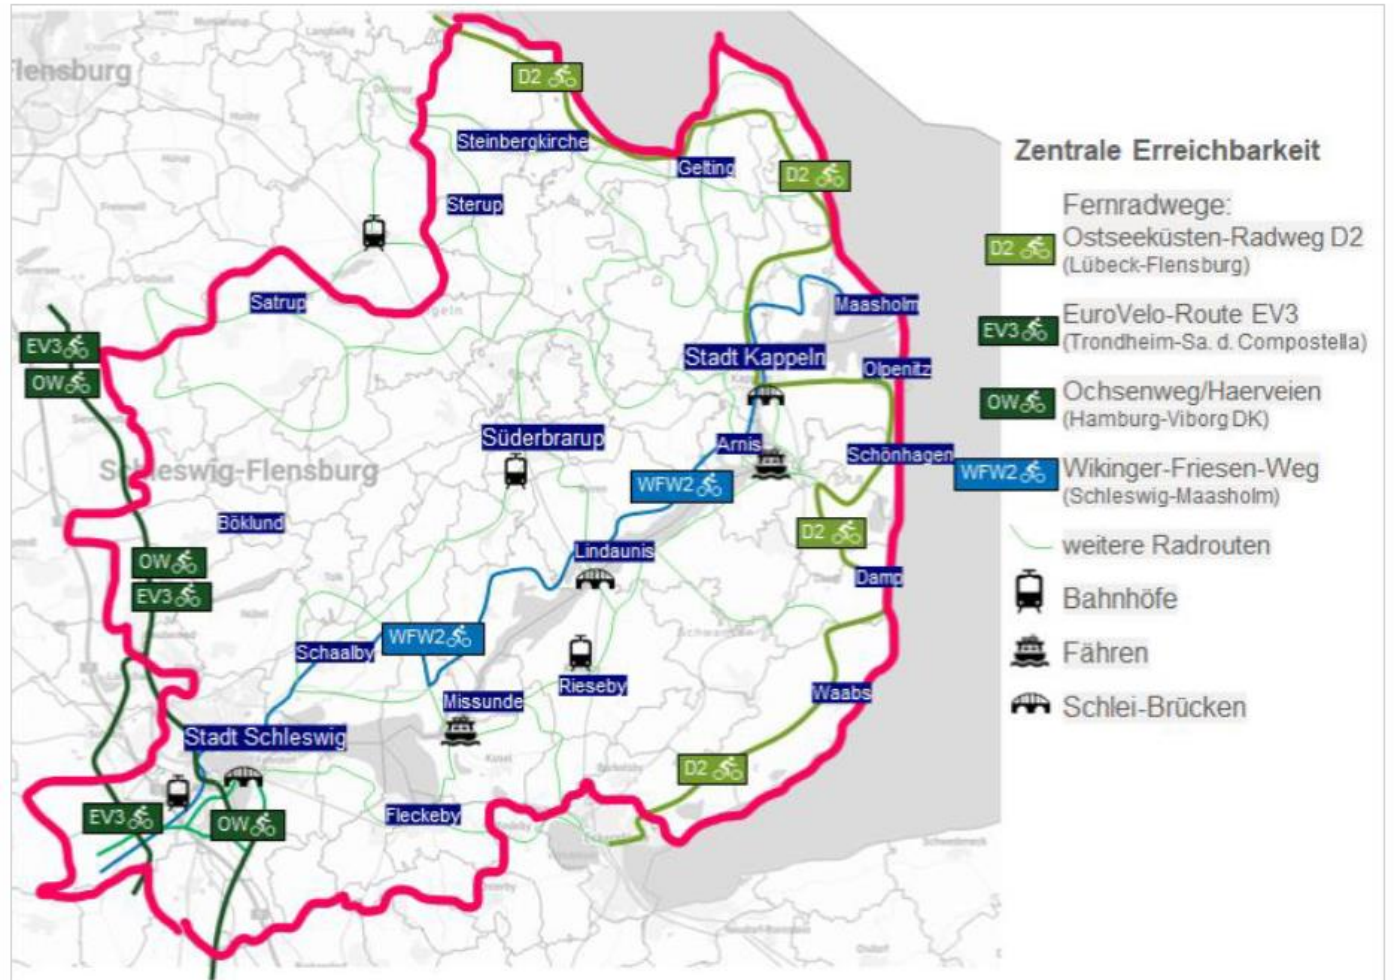 lensburg
D2
Steinbergkirche
Gelting
D2
Sterup
Satrup
Maasholm
EV3
OW
Stadt Kappeln
Olpenitz
Süderbrarup
Arnis
Schönhagen
Schleswig-Flensburg
WFW2
Böklund
D2
OW
Lindaunis
EV3
Damp
WFW2
Schaalby
Rieseby
Missunde
Waabs
Stadt Schleswig
D2
EV3
OW
Fleckeby
Zentrale Erreichbarkeit
Fernradwege:
D2 Ostseeküsten-Radweg D2
(Lübeck-Flensburg)
EV3 EuroVelo-Route EV3
(Trondheim-Sa. d. Compostella)
OW Ochsenweg/Haerveien
(Hamburg-Viborg DK)
WFW2 Wikinger-Friesen-Weg
(Schleswig-Maasholm)
weitere Radrouten
Bahnhöfe
Fähren
Schlei-Brücken